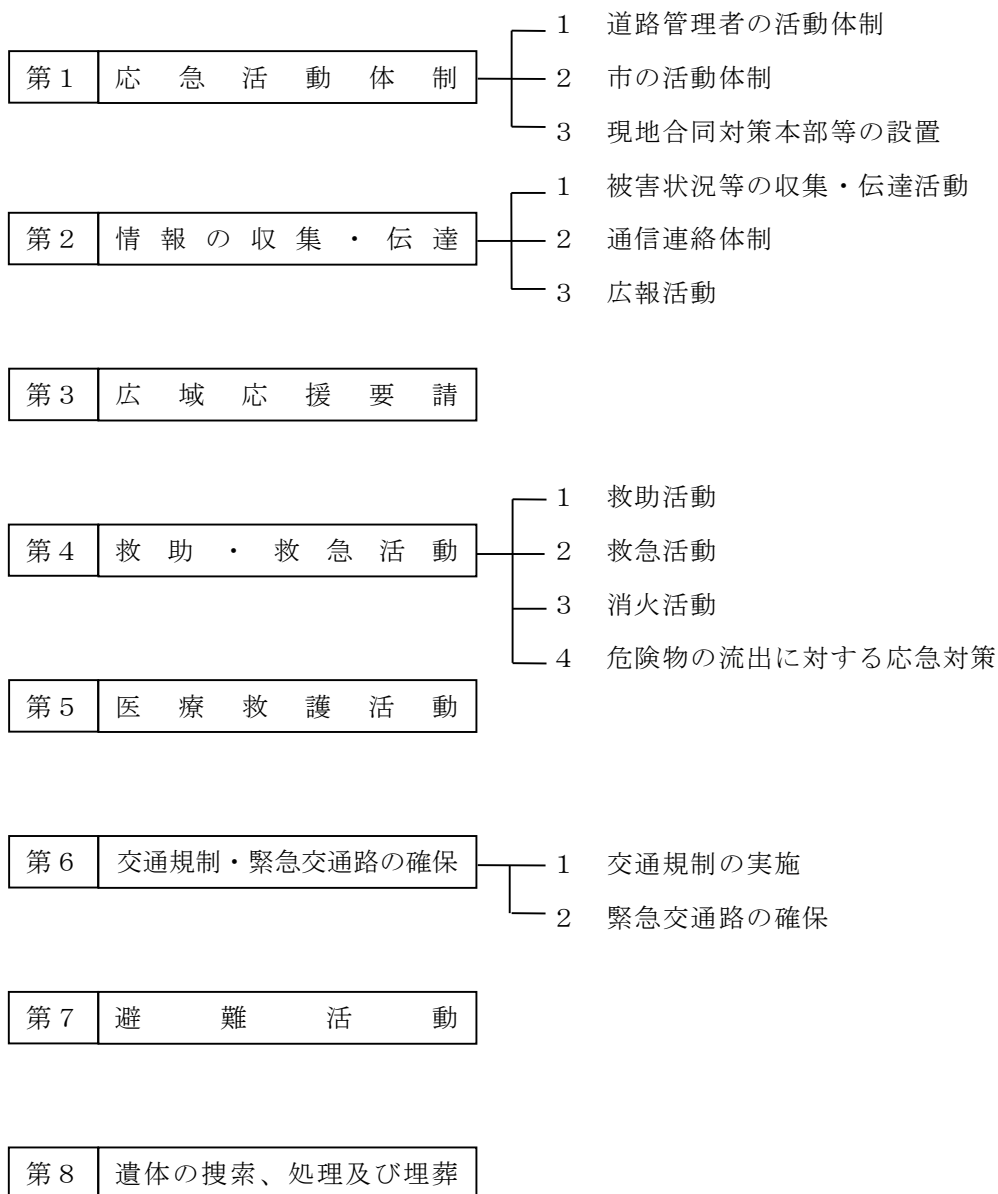 1 道路管理者の活動体制
第1 応急活動体制
2 市の活動体制
3 現地合同対策本部等の設置
1 被害状況等の収集・伝達活動
第2 情報の収集・伝達
2 通信連絡体制
3 広報活動
第3 広域応援要請
1 救助活動
第4 救助・救急活動
2 救急活動
3 消火活動
4 危険物の流出に対する応急対策
第5 医療救護活動
第6 交通規制・緊急交通路の確保
1 交通規制の実施
2 緊急交通路の確保
第7 避難活動
第8 遺体の捜索、処理及び埋葬